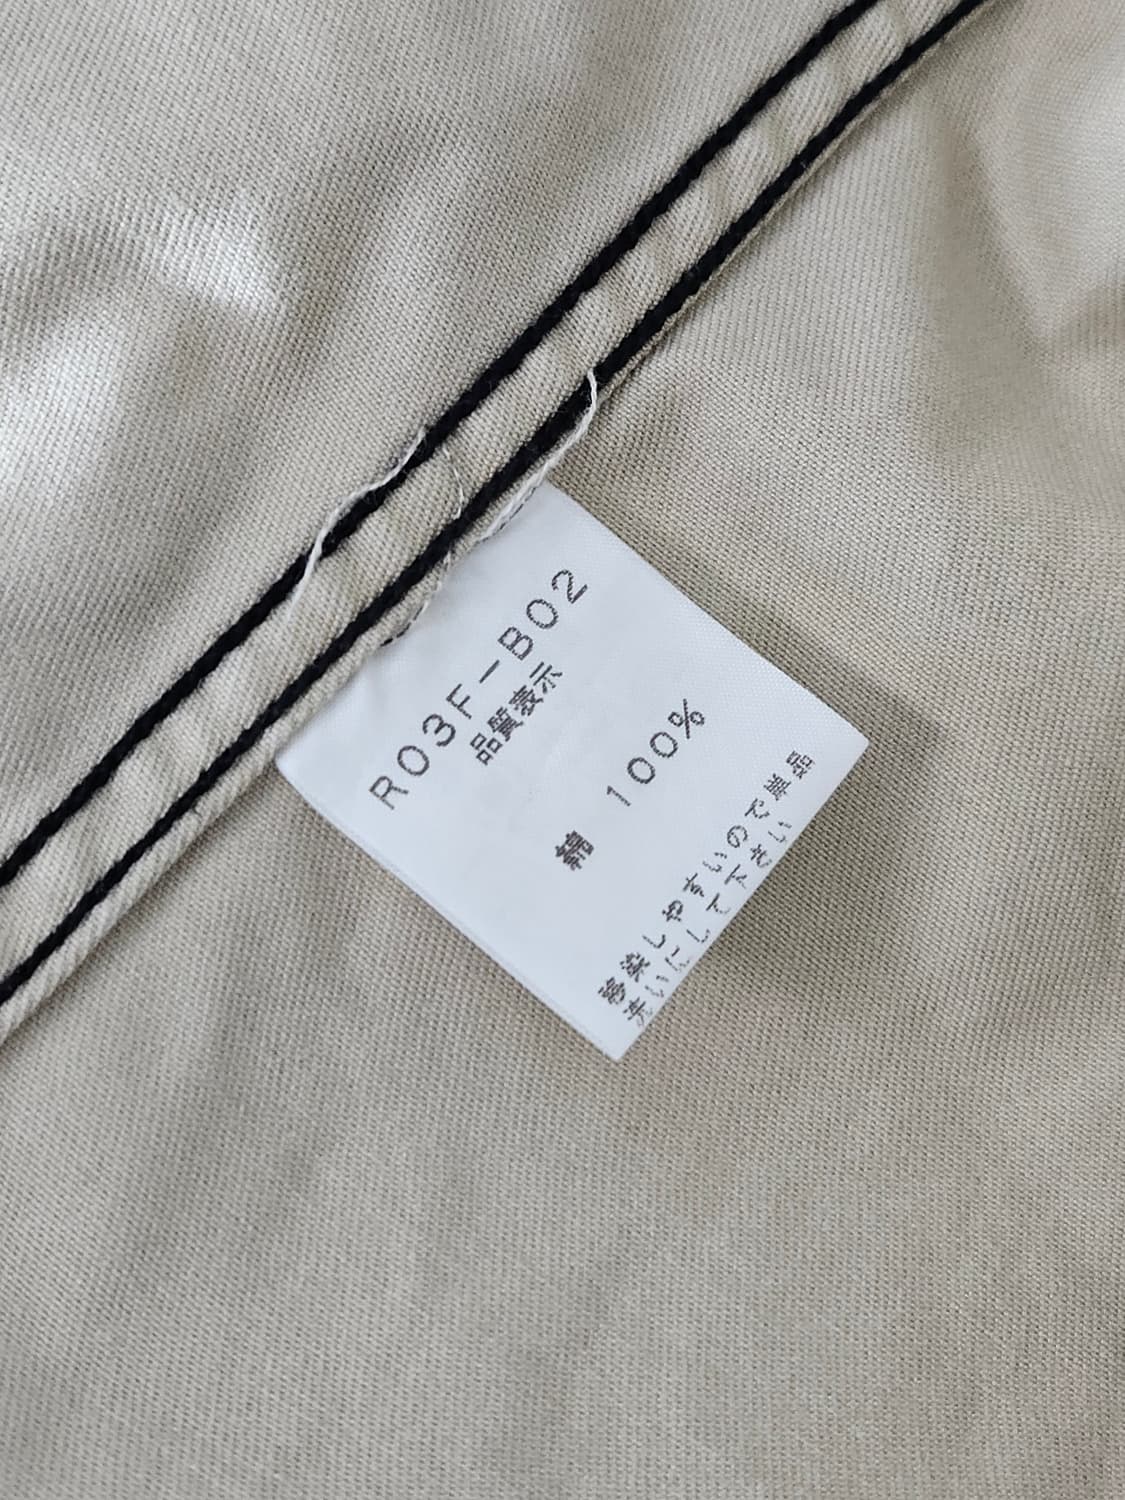 R03F-B02
品質表示
綿 100%
移染しやすいので単品
洗いにして下さい